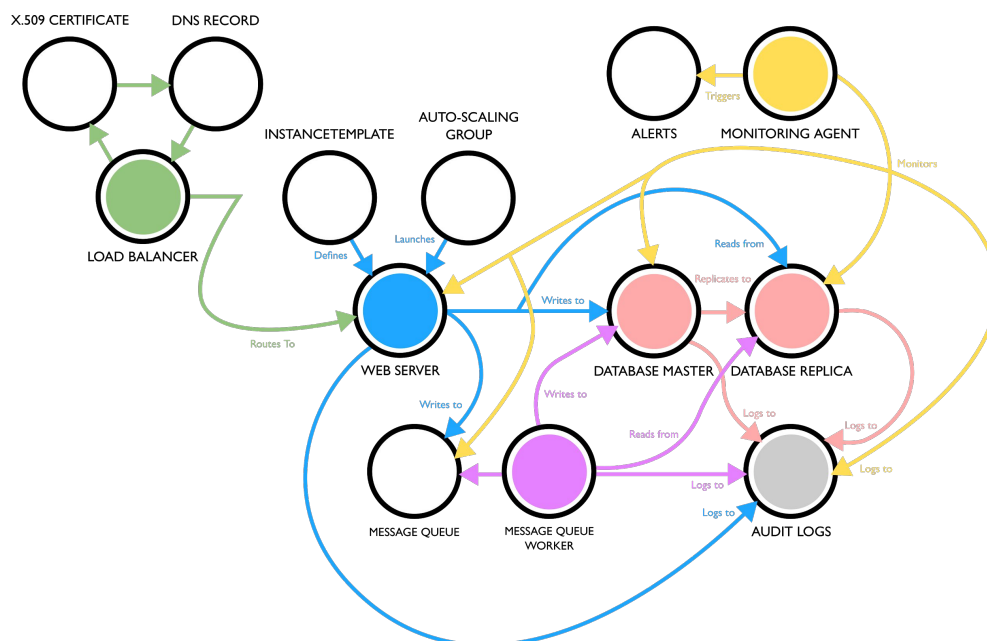 X.509 CERTIFICATE
DNS RECORD
Triggers
ALERTS
MONITORING AGENT
INSTANCETEMPLATE
AUTO-SCALING
GROUP
Monitors
LOAD BALANCER
Defines
Launches
Reads from
Replicates to
Writes to
Routes To
WEB SERVER
DATABASE MASTER
DATABASE REPLICA
Writes to
Writes to
Logs to
Logs to
Reads from
Logs to
Logs to
Logs to
MESSAGE QUEUE
MESSAGE QUEUE
WORKER
AUDIT LOGS